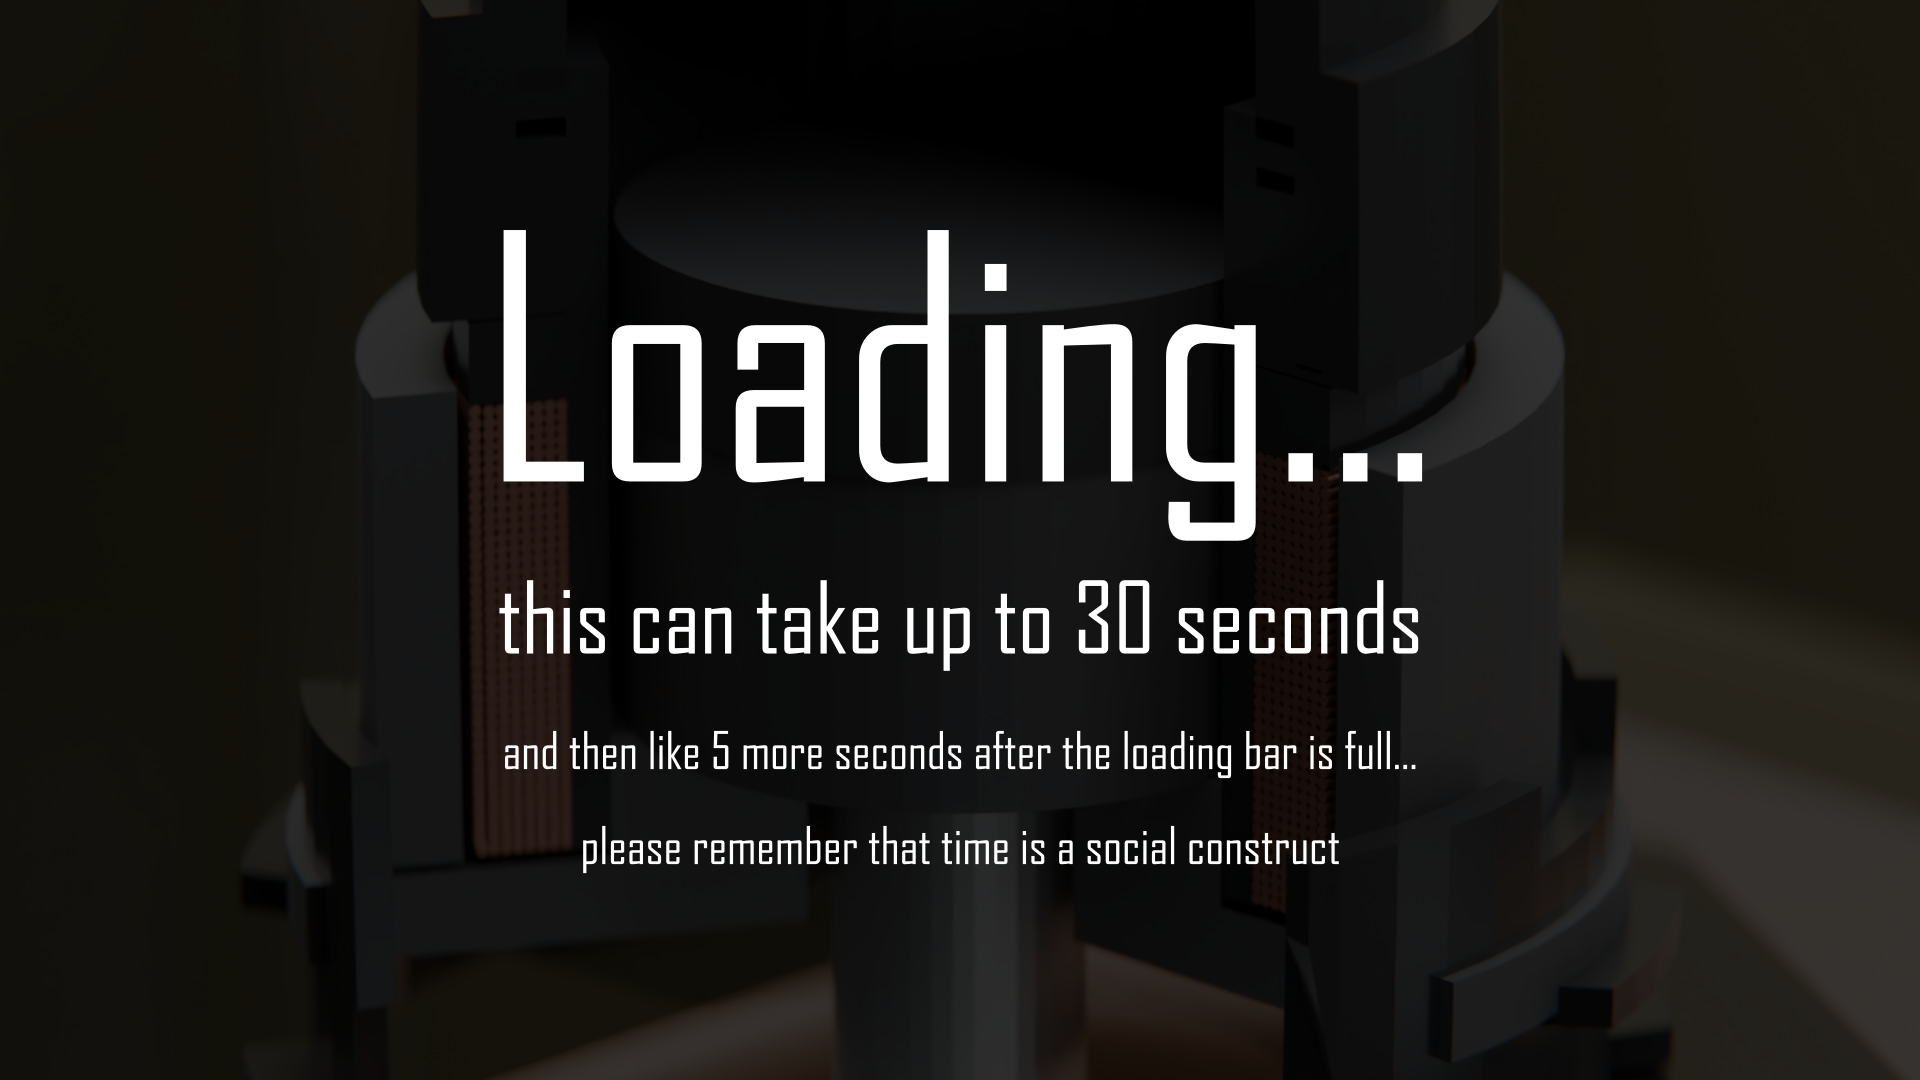 Loading...
this can take up to 30 seconds
and then like 5 more seconds after the loading bar is full...
please remember that time is a social construct